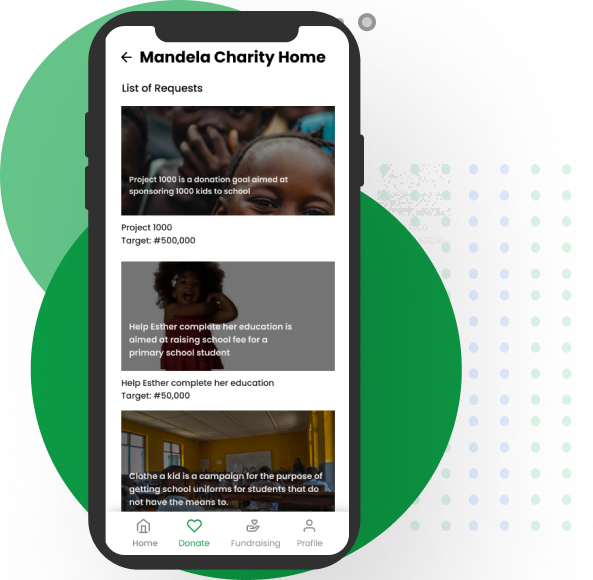 Mandela Charity Home
List of Requests
Project 1000 is a donation goal aimed at
sponsoring 1000 kids to school
Project 1000
Target: #500,000
Help Esther complete her education is
aimed at raising school fee for a
primary school student
Help Esther complete her education
Target: #50,000
Clothe a kid is a campaign for the purpose of
getting school uniforms for students that do
not have the means to.
Home
Donate
Fundraising
Profile